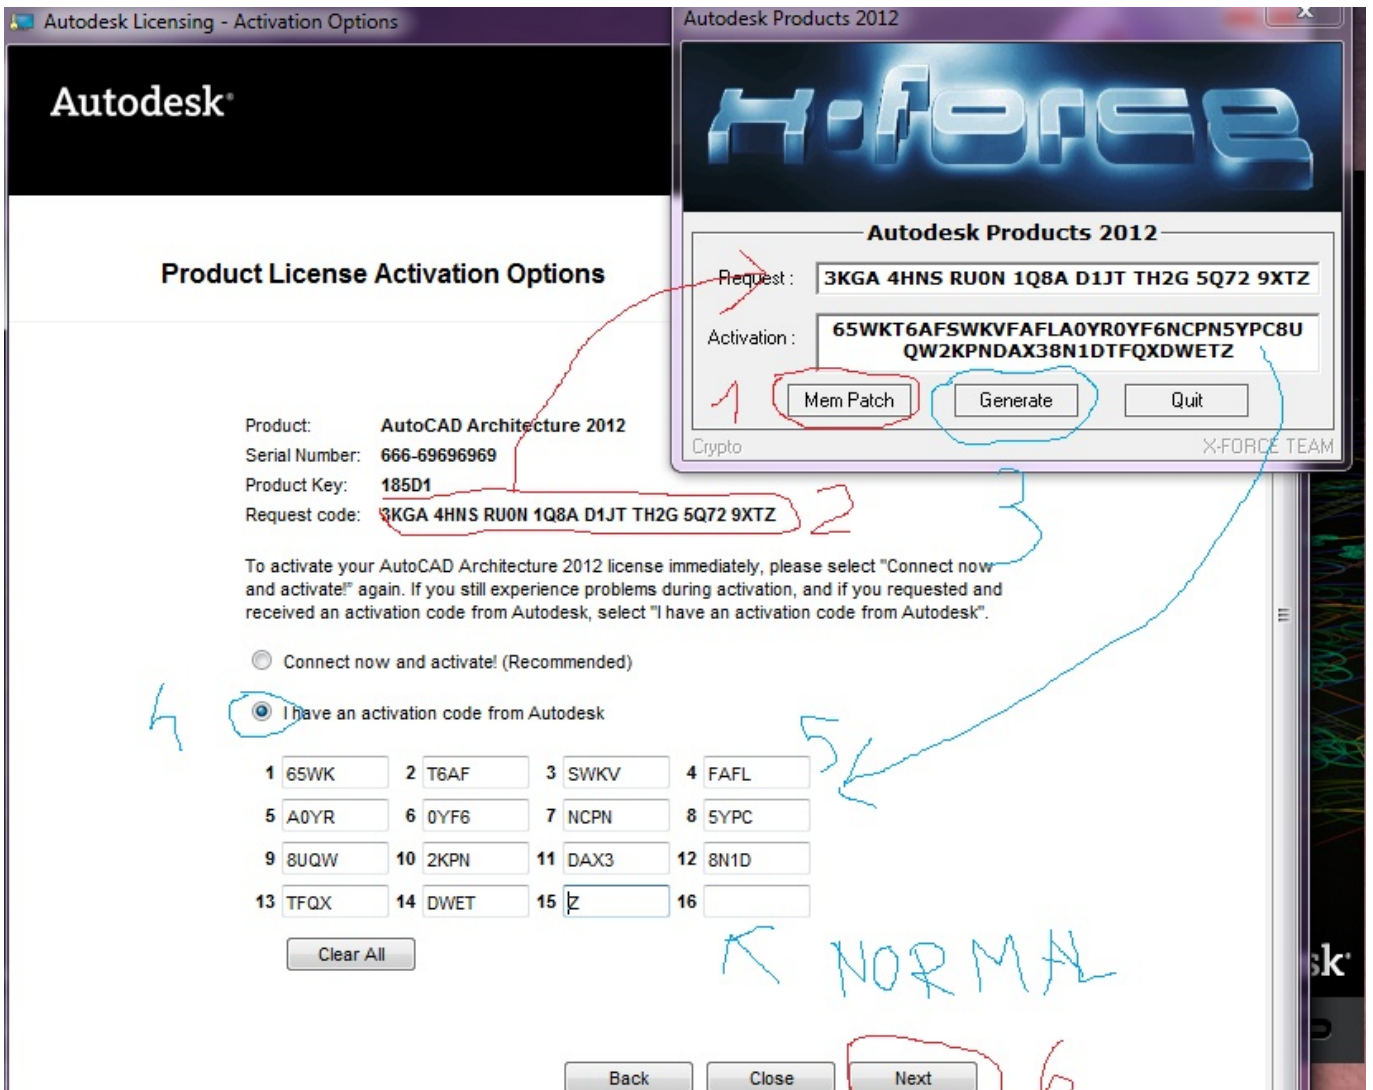 Autodesk Licensing - Activation Options
Autodesk Products 2012
Autodesk
x-force
Autodesk Products 2012
Request :
3KGA 4HNS RU0N 1Q8A D1JT TH2G 5Q72 9XTZ
Activation :
65WKT6AFSWKVFAFLA0YR0YF6NCPN5YPC8U
QW2KPNDAX38N1DTFQXDWETZ
1
Mem Patch
Generate
Quit
Crypto
X-FORCE TEAM
3
Product License Activation Options
Product: AutoCAD Architecture 2012
Serial Number: 666-69696969
Product Key: 185D1
Request code: 3KGA 4HNS RU0N 1Q8A D1JT TH2G 5Q72 9XTZ
2
To activate your AutoCAD Architecture 2012 license immediately, please select "Connect now
and activate!" again. If you still experience problems during activation, and if you requested and
received an activation code from Autodesk, select "I have an activation code from Autodesk".
Connect now and activate! (Recommended)
4
I have an activation code from Autodesk
5
1 65WK 2 T6AF 3 SWKV 4 FAFL
5 A0YR 6 0YF6 7 NCPN 8 5YPC
9 8UQW 10 2KPN 11 DAX3 12 8N1D
13 TFQX 14 DWET 15 Z 16
Clear All
NORMAL
sk
Back
Close
Next
6